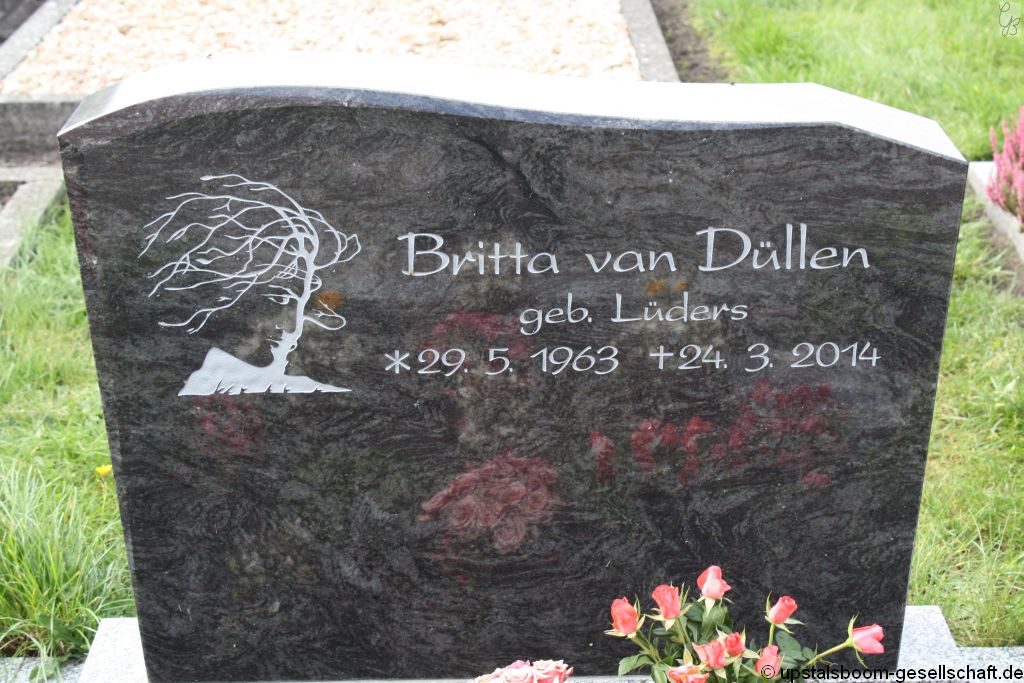 Britta van Düllen
geb. Lüders
*29. 5. 1963 †24. 3. 2014
© upstalsboom-gesellschaft.de